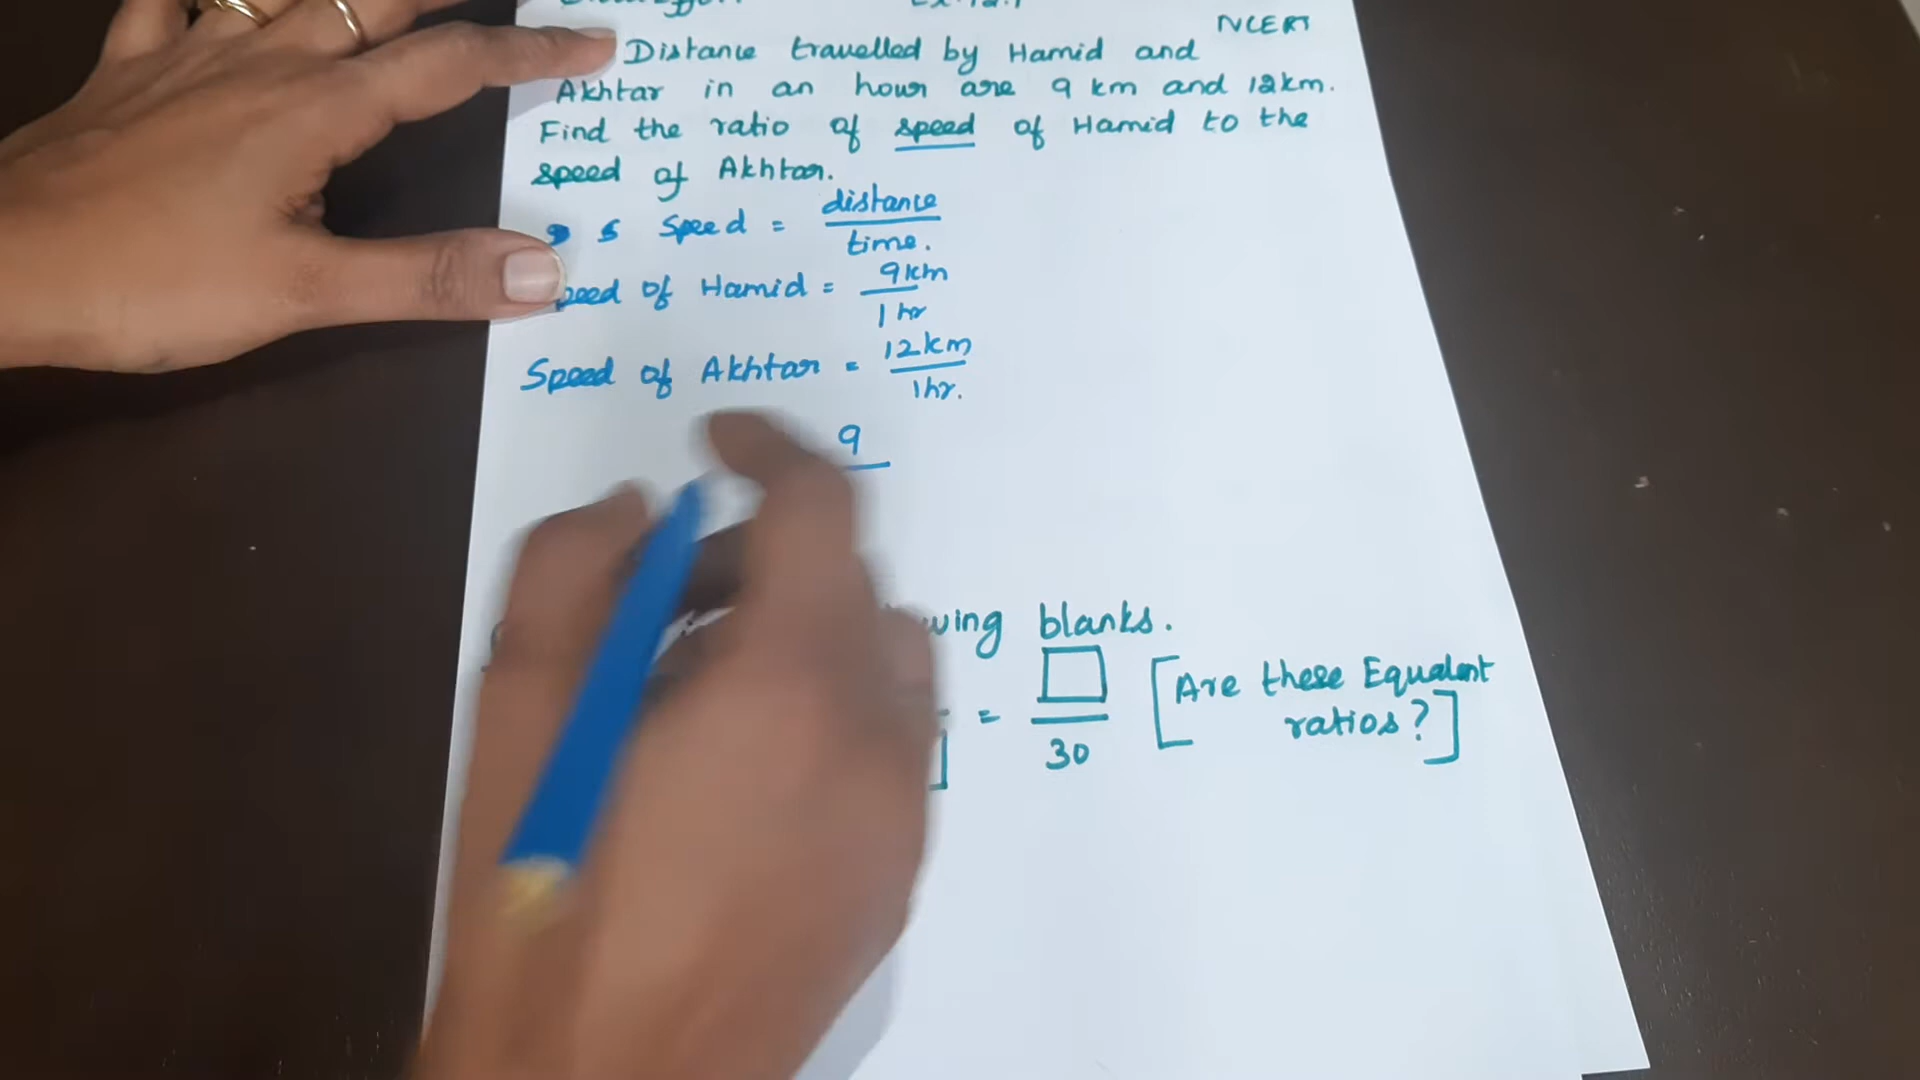 NCERT
Distance travelled by Hamid and
Akhtar in an hour are 9 km and 12km.
Find the ratio of speed of Hamid to the
speed of Akhtar.
s Speed = distance
time.
peed of Hamid = 9km
1 hr
Speed of Akhtar = 12km
1hr.
9
wing blanks.
= □ [Are these Equalent
30 ratios?]